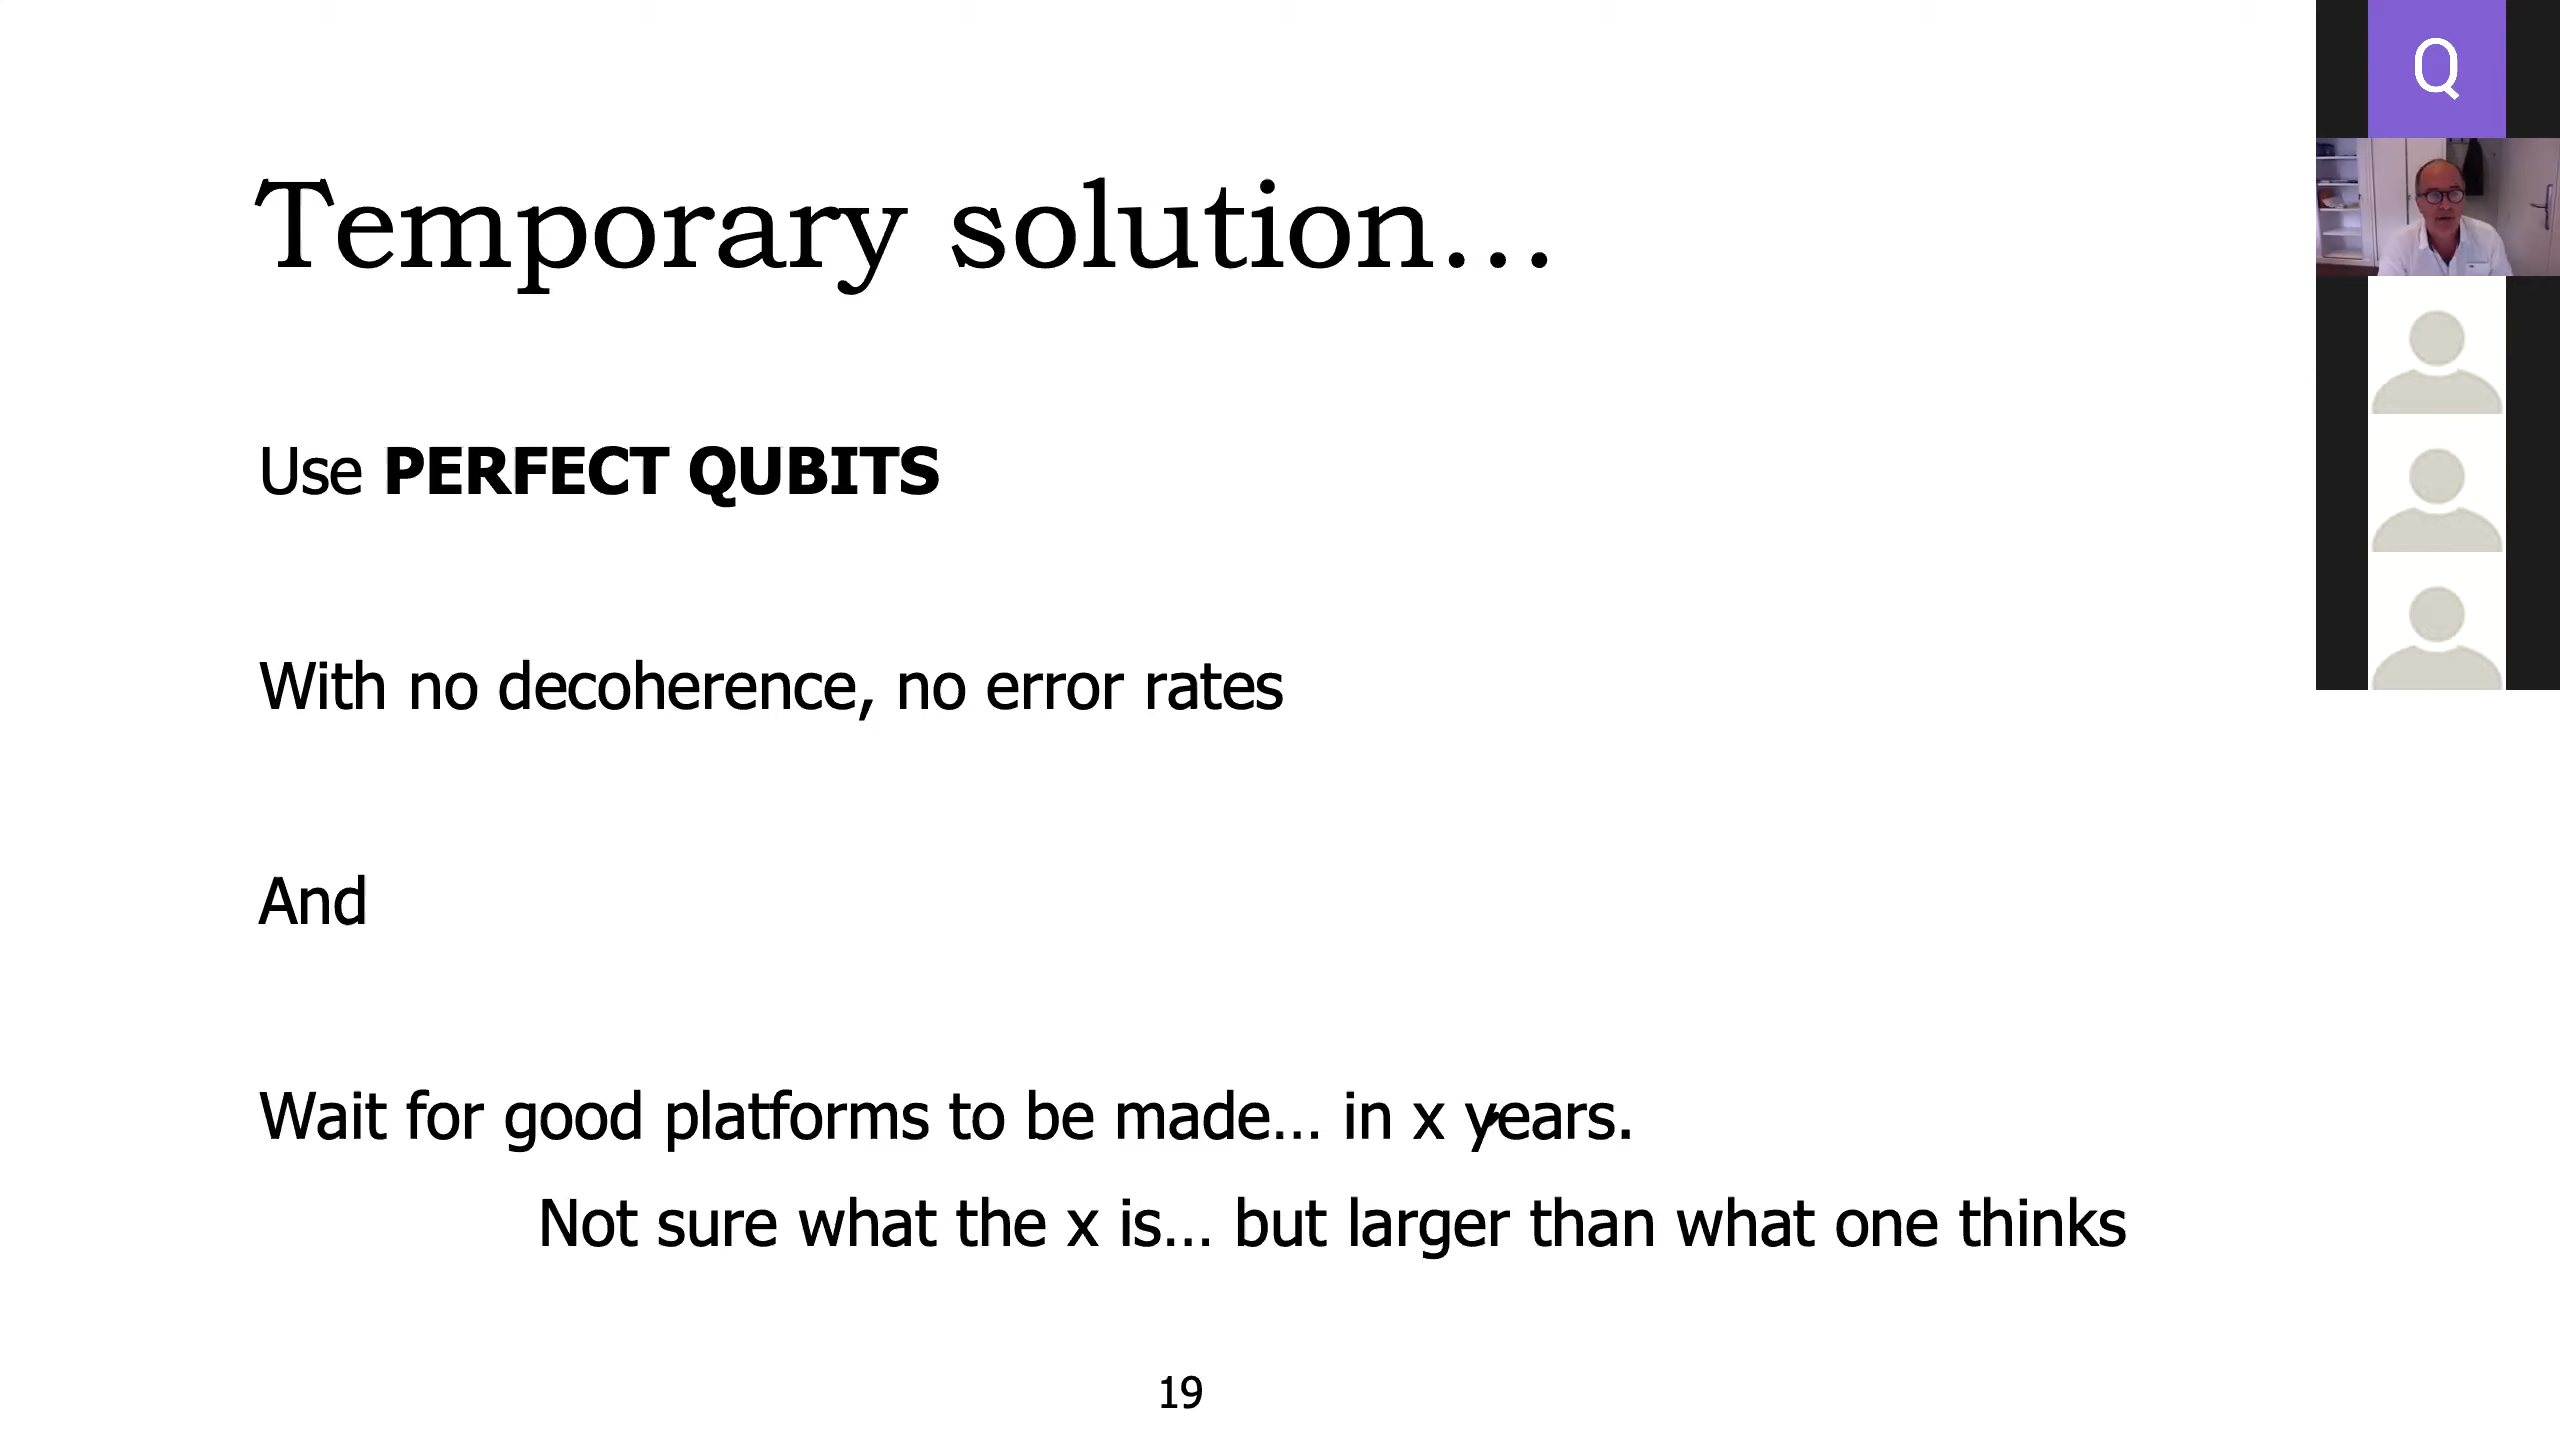 Temporary solution...
Use PERFECT QUBITS
With no decoherence, no error rates
And
Wait for good platforms to be made... in x years.
Not sure what the x is... but larger than what one thinks
19
Q